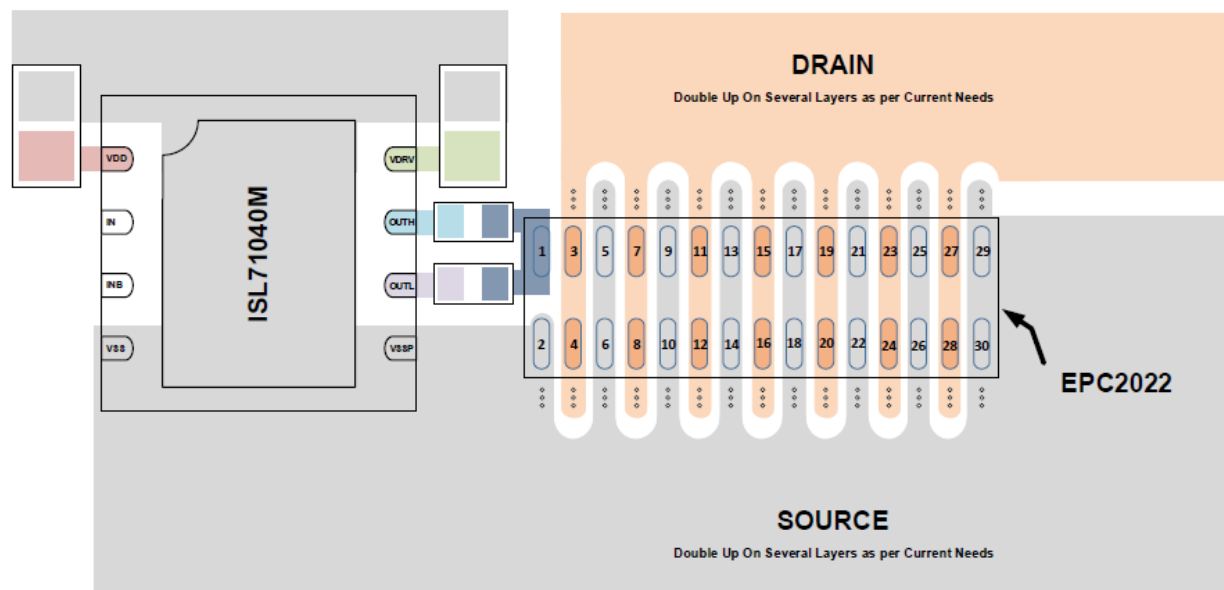 DRAIN
Double Up On Several Layers as per Current Needs
VDD
VDRV
IN
OUTH
INB
OUTL
VSS
VSSP
ISL71040M
1 3 5 7 9 11 13 15 17 19 21 23 25 27 29
2 4 6 8 10 12 14 16 18 20 22 24 26 28 30
EPC2022
SOURCE
Double Up On Several Layers as per Current Needs